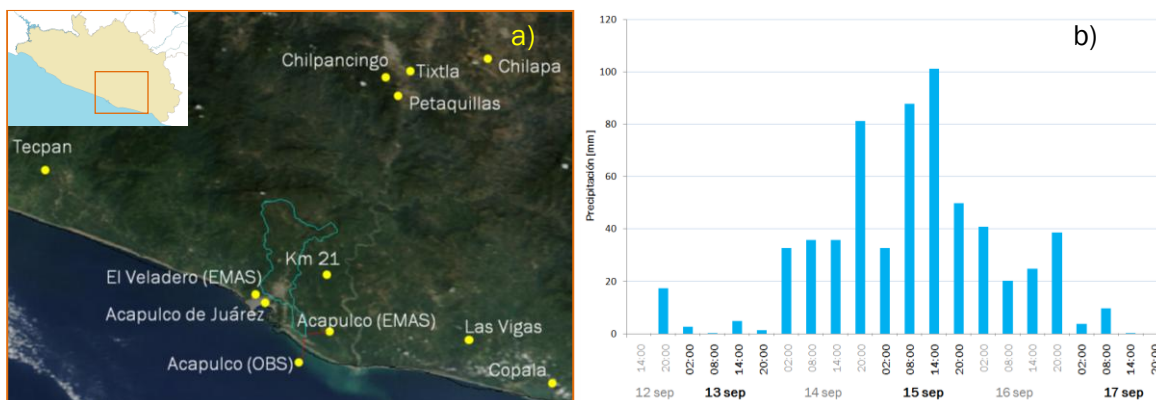 a)
Chilpancingo
Tixtla
Chilapa
Petaquillas
Tecpan
Km 21
El Veladero (EMAS)
Acapulco de Juárez
Acapulco (EMAS)
Las Vigas
Acapulco (OBS)
Copala
b)
Precipitación [mm]
120
100
80
60
40
20
0
14:00 20:00 02:00 08:00 14:00 20:00 02:00 08:00 14:00 20:00 02:00 08:00 14:00 20:00 02:00 08:00 14:00 20:00 02:00 08:00 14:00 20:00
12 sep 13 sep 14 sep 15 sep 16 sep 17 sep